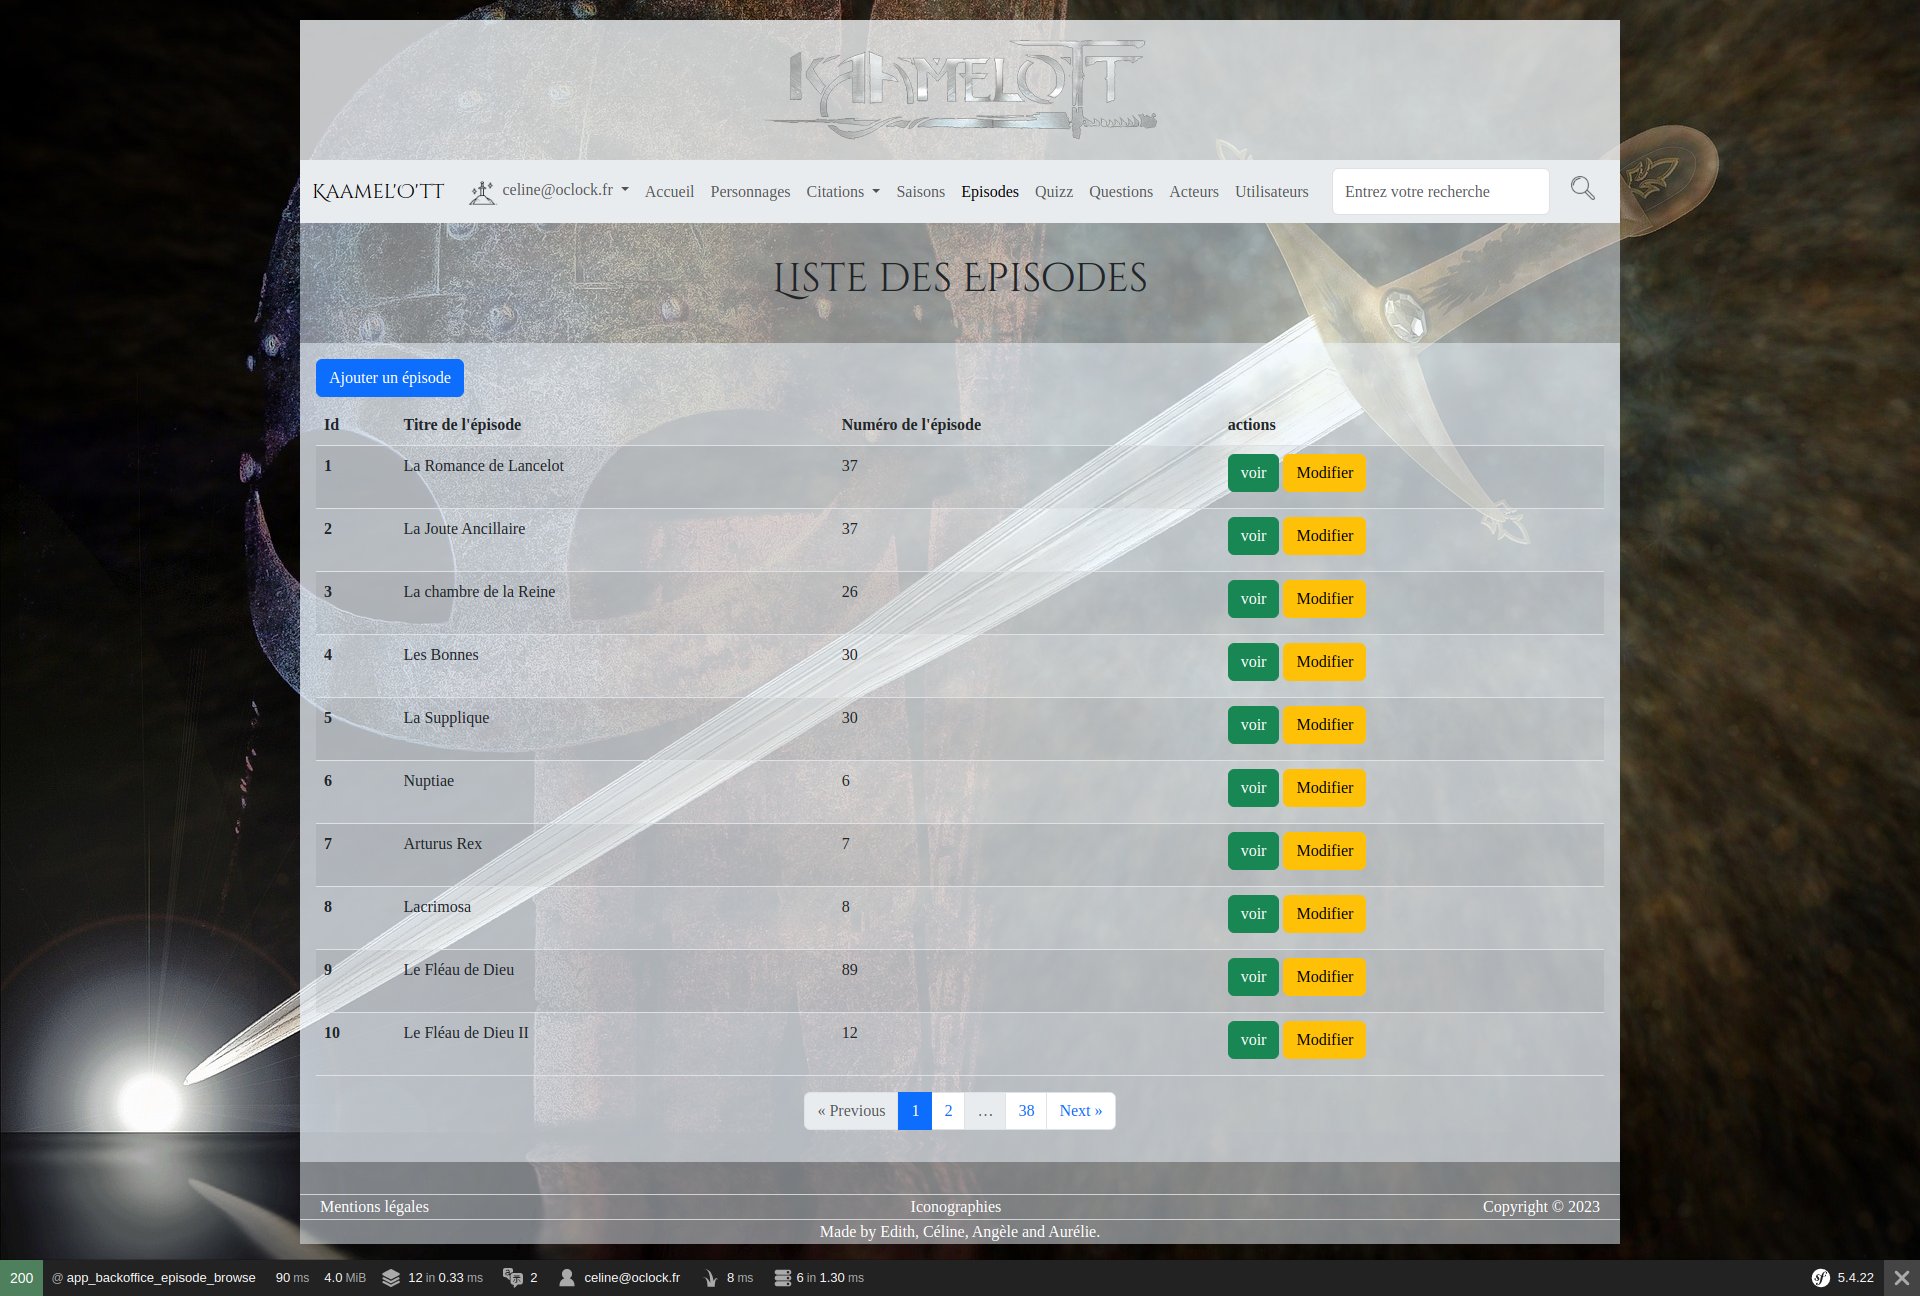 KAAMELOTT
KAAMEL'O'TT celine@oclock.fr Accueil Personnages Citations Saisons Episodes Quizz Questions Acteurs Utilisateurs Entrez votre recherche
Liste des Episodes
Ajouter un épisode
Id Titre de l'épisode Numéro de l'épisode actions
1 La Romance de Lancelot 37 voir Modifier
2 La Joute Ancillaire 37 voir Modifier
3 La chambre de la Reine 26 voir Modifier
4 Les Bonnes 30 voir Modifier
5 La Supplique 30 voir Modifier
6 Nuptiae 6 voir Modifier
7 Arturus Rex 7 voir Modifier
8 Lacrimosa 8 voir Modifier
9 Le Fléau de Dieu 89 voir Modifier
10 Le Fléau de Dieu II 12 voir Modifier
« Previous 1 2 … 38 Next »
Mentions légales Iconographies Copyright © 2023
Made by Edith, Céline, Angèle and Aurélie.
200 @ app_backoffice_episode_browse 90 ms 4.0 MiB 12 in 0.33 ms 2 celine@oclock.fr 8 ms 6 in 1.30 ms sf 5.4.22